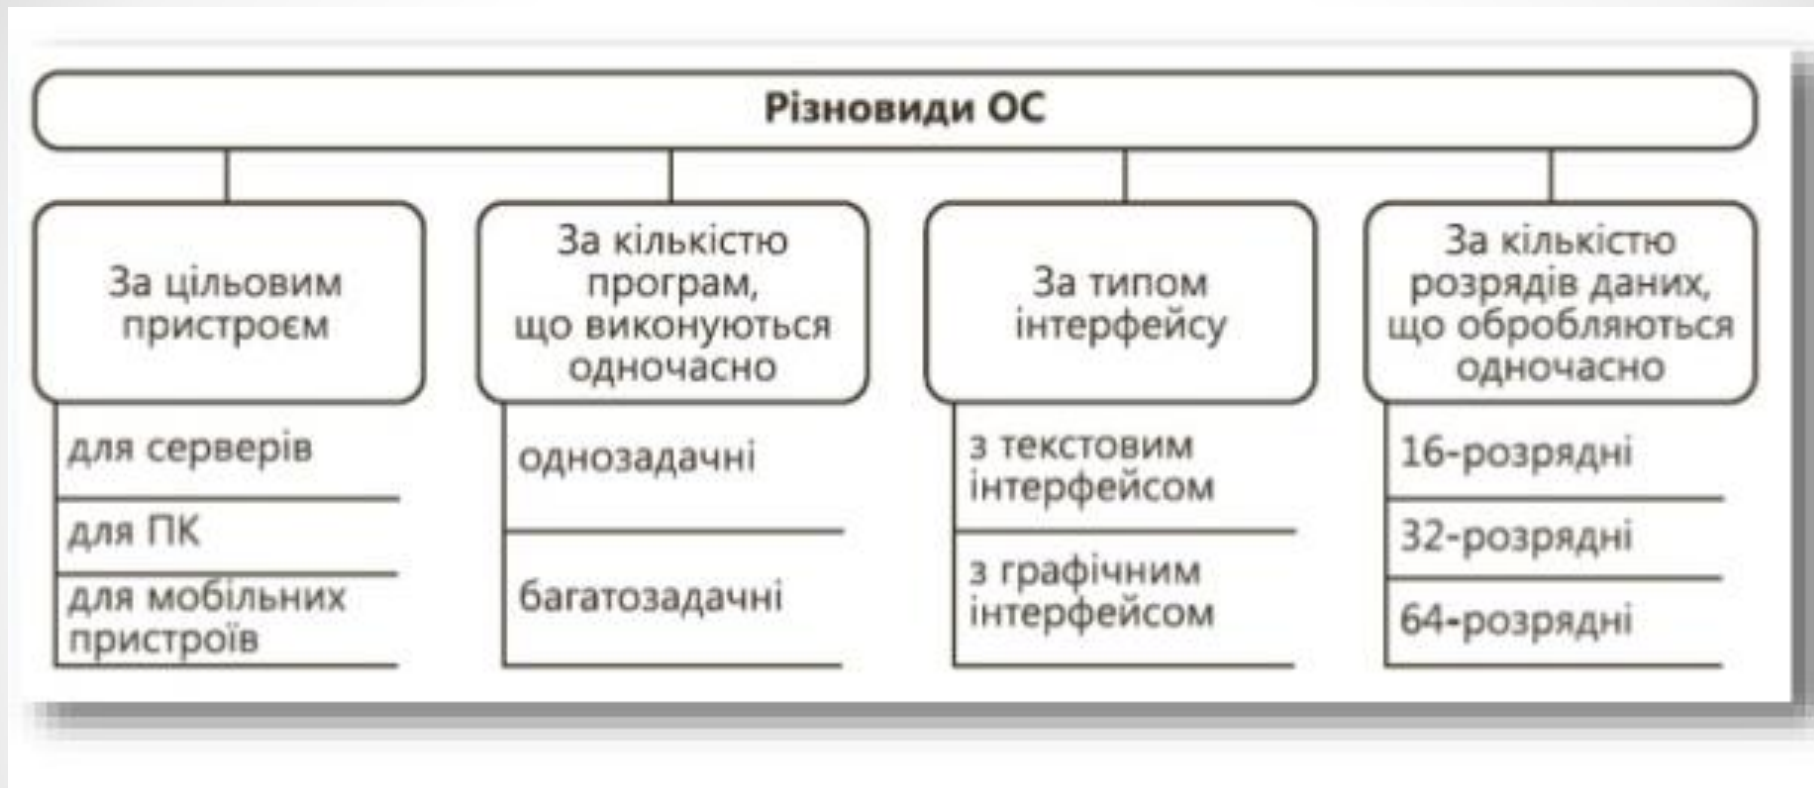 Різновиди ОС
За цільовим
пристроєм
для серверів
для ПК
для мобільних
пристроїв
За кількістю
програм,
що виконуються
одночасно
однозадачні
багатозадачні
За типом
інтерфейсу
з текстовим
інтерфейсом
з графічним
інтерфейсом
За кількістю
розрядів даних,
що обробляються
одночасно
16-розрядні
32-розрядні
64-розрядні